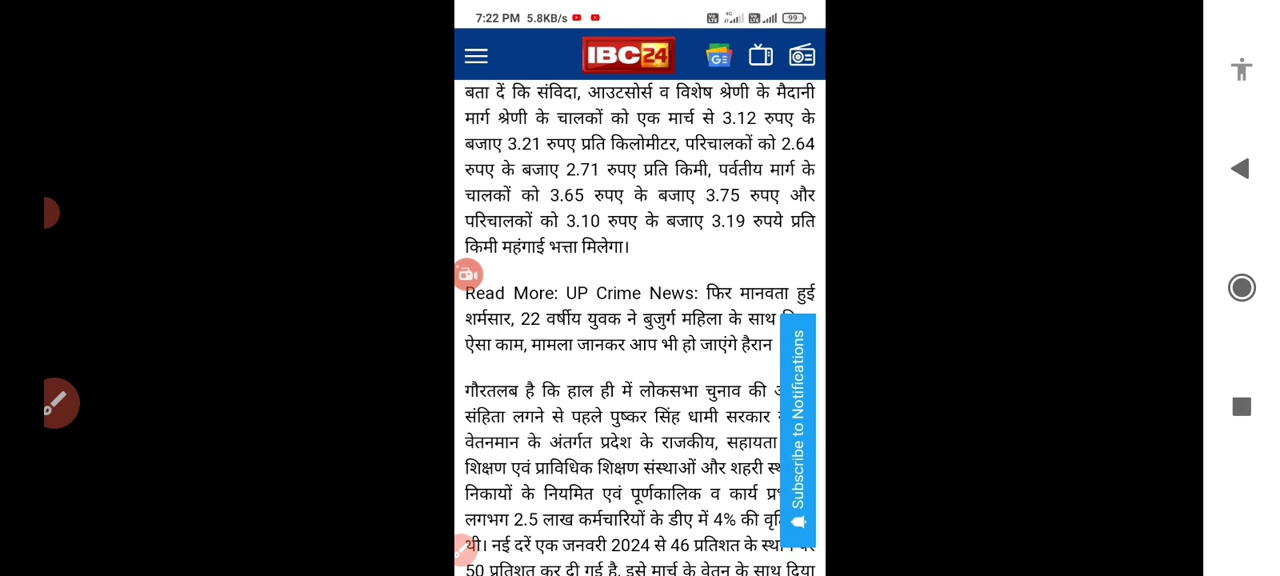 7:22 PM 5.8KB/s 99
IBC24
GE
बता दें कि संविदा, आउटसोर्स व विशेष श्रेणी के मैदानी
मार्ग श्रेणी के चालकों को एक मार्च से 3.12 रुपए के
बजाए 3.21 रुपए प्रति किलोमीटर, परिचालकों को 2.64
रुपए के बजाए 2.71 रुपए प्रति किमी, पर्वतीय मार्ग के
चालकों को 3.65 रुपए के बजाए 3.75 रुपए और
परिचालकों को 3.10 रुपए के बजाए 3.19 रुपये प्रति
किमी महंगाई भत्ता मिलेगा।
Read More: UP Crime News: फिर मानवता हुई
शर्मसार, 22 वर्षीय युवक ने बुजुर्ग महिला के साथ
ऐसा काम, मामला जानकर आप भी हो जाएंगे हैरान
गौरतलब है कि हाल ही में लोकसभा चुनाव की
संहिता लगने से पहले पुष्कर सिंह धामी सरकार
वेतनमान के अंतर्गत प्रदेश के राजकीय, सहायता
शिक्षण एवं प्राविधिक शिक्षण संस्थाओं और शहरी
निकायों के नियमित एवं पूर्णकालिक व कार्य
लगभग 2.5 लाख कर्मचारियों के डीए में 4% की
थी। नई दरें एक जनवरी 2024 से 46 प्रतिशत के
50 प्रतिशत कर दी गई है, इसे मार्च के वेतन के साथ दिया
Subscribe to Notifications